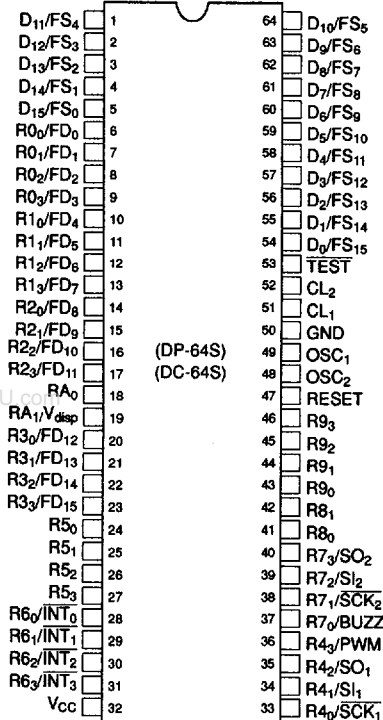 D11/FS4 1 64 D10/FS5
D12/FS3 2 63 D9/FS6
D13/FS2 3 62 D8/FS7
D14/FS1 4 61 D7/FS8
D15/FS0 5 60 D6/FS9
R00/FD0 6 59 D5/FS10
R01/FD1 7 58 D4/FS11
R02/FD2 8 57 D3/FS12
R03/FD3 9 56 D2/FS13
R10/FD4 10 55 D1/FS14
R11/FD5 11 54 D0/FS15
R12/FD6 12 53 TEST
R13/FD7 13 52 CL2
R20/FD8 14 51 CL1
R21/FD9 15 50 GND
R22/FD10 16 (DP-64S) 49 OSC1
R23/FD11 17 (DC-64S) 48 OSC2
RA0 18 47 RESET
RA1/Vdisp 19 46 R93
R30/FD12 20 45 R92
R31/FD13 21 44 R91
R32/FD14 22 43 R90
R33/FD15 23 42 R81
R50 24 41 R80
R51 25 40 R73/SO2
R52 26 39 R72/SI2
R53 27 38 R71/SCK2
R60/INT0 28 37 R70/BUZZ
R61/INT1 29 36 R43/PWM
R62/INT2 30 35 R42/SO1
R63/INT3 31 34 R41/SI1
VCC 32 33 R40/SCK1